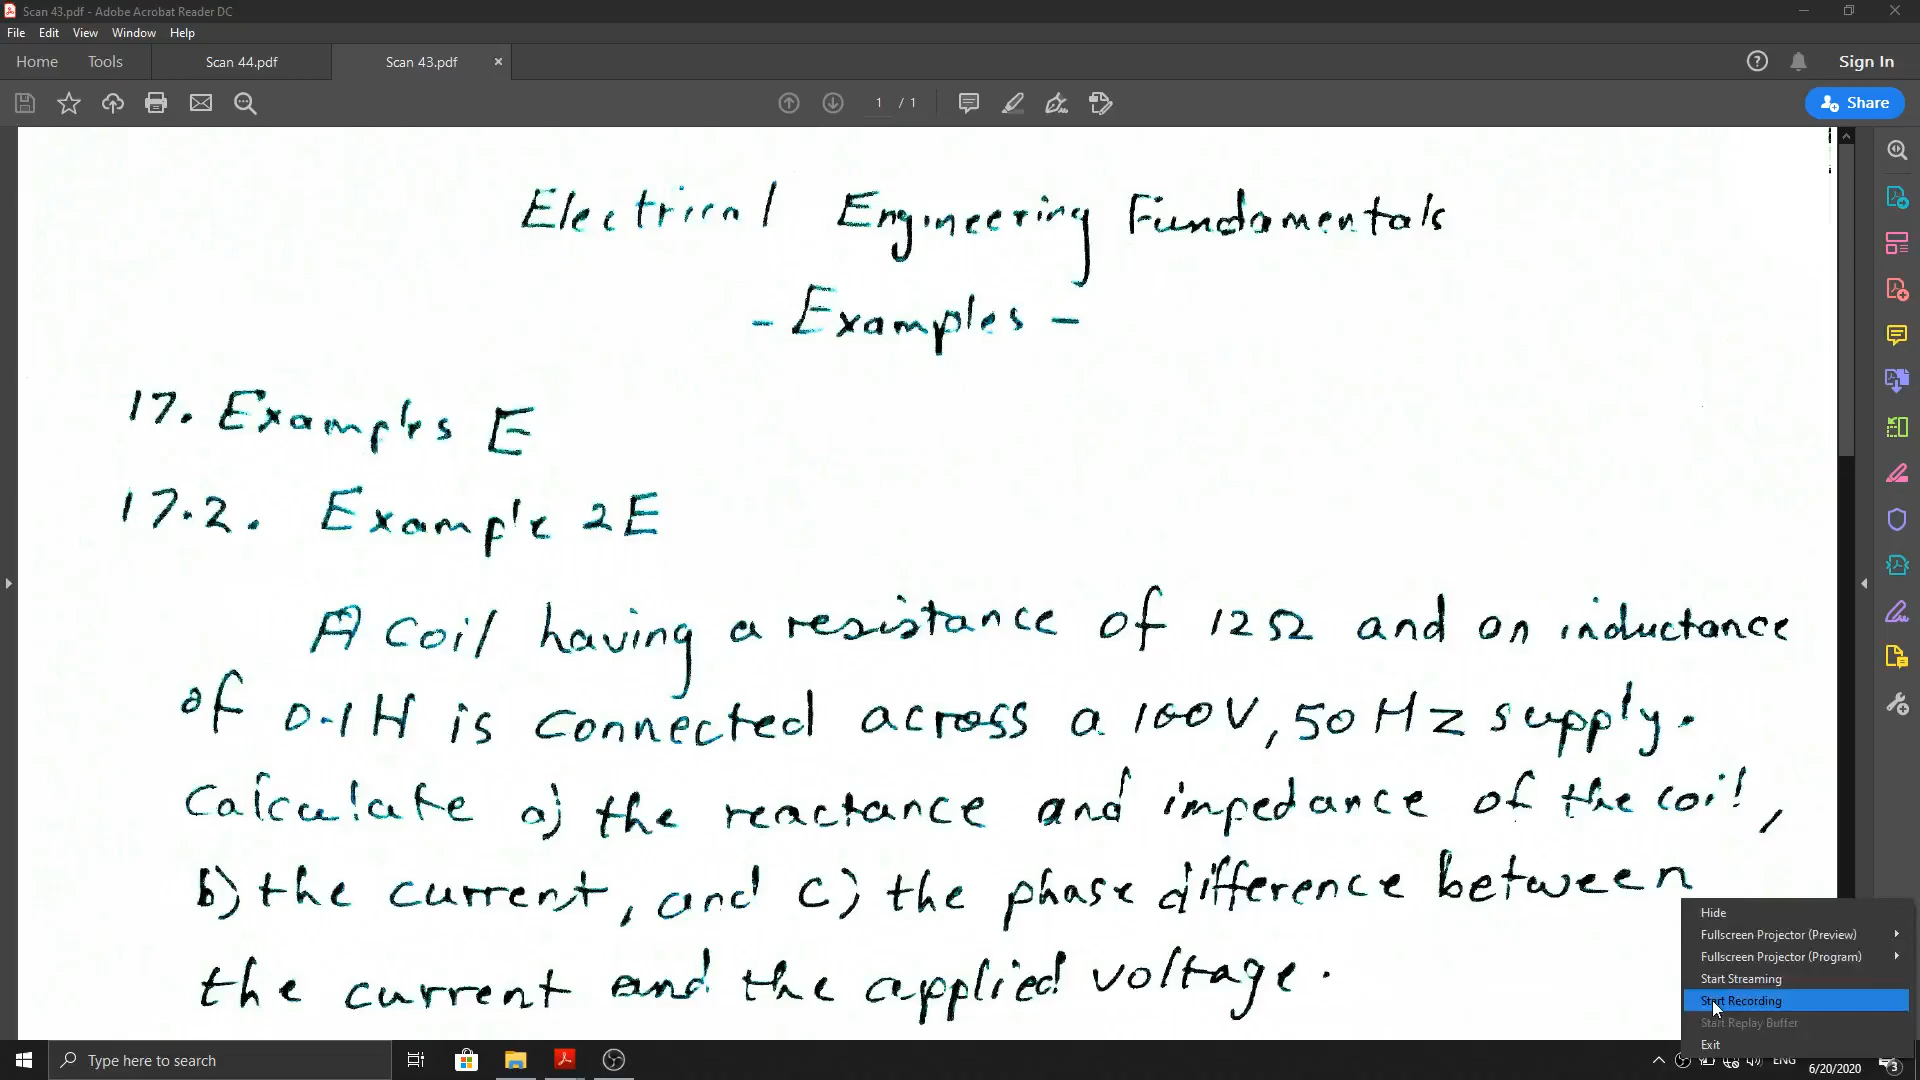 Scan 43.pdf - Adobe Acrobat Reader DC
File Edit View Window Help
Home Tools Scan 44.pdf Scan 43.pdf × Sign In
1 / 1 Share
Electrical Engineering Fundamentals
- Examples -
17. Examples E
17.2. Example 2E
A coil having a resistance of 12Ω and an inductance
of 0.1H is connected across a 100V, 50Hz supply.
Calculate a) the reactance and impedance of the coil,
b) the current, and c) the phase difference between
the current and the applied voltage.
Hide
Fullscreen Projector (Preview)
Fullscreen Projector (Program)
Start Streaming
Start Recording
Start Replay Buffer
Exit
Type here to search
ENG
6/20/2020
3